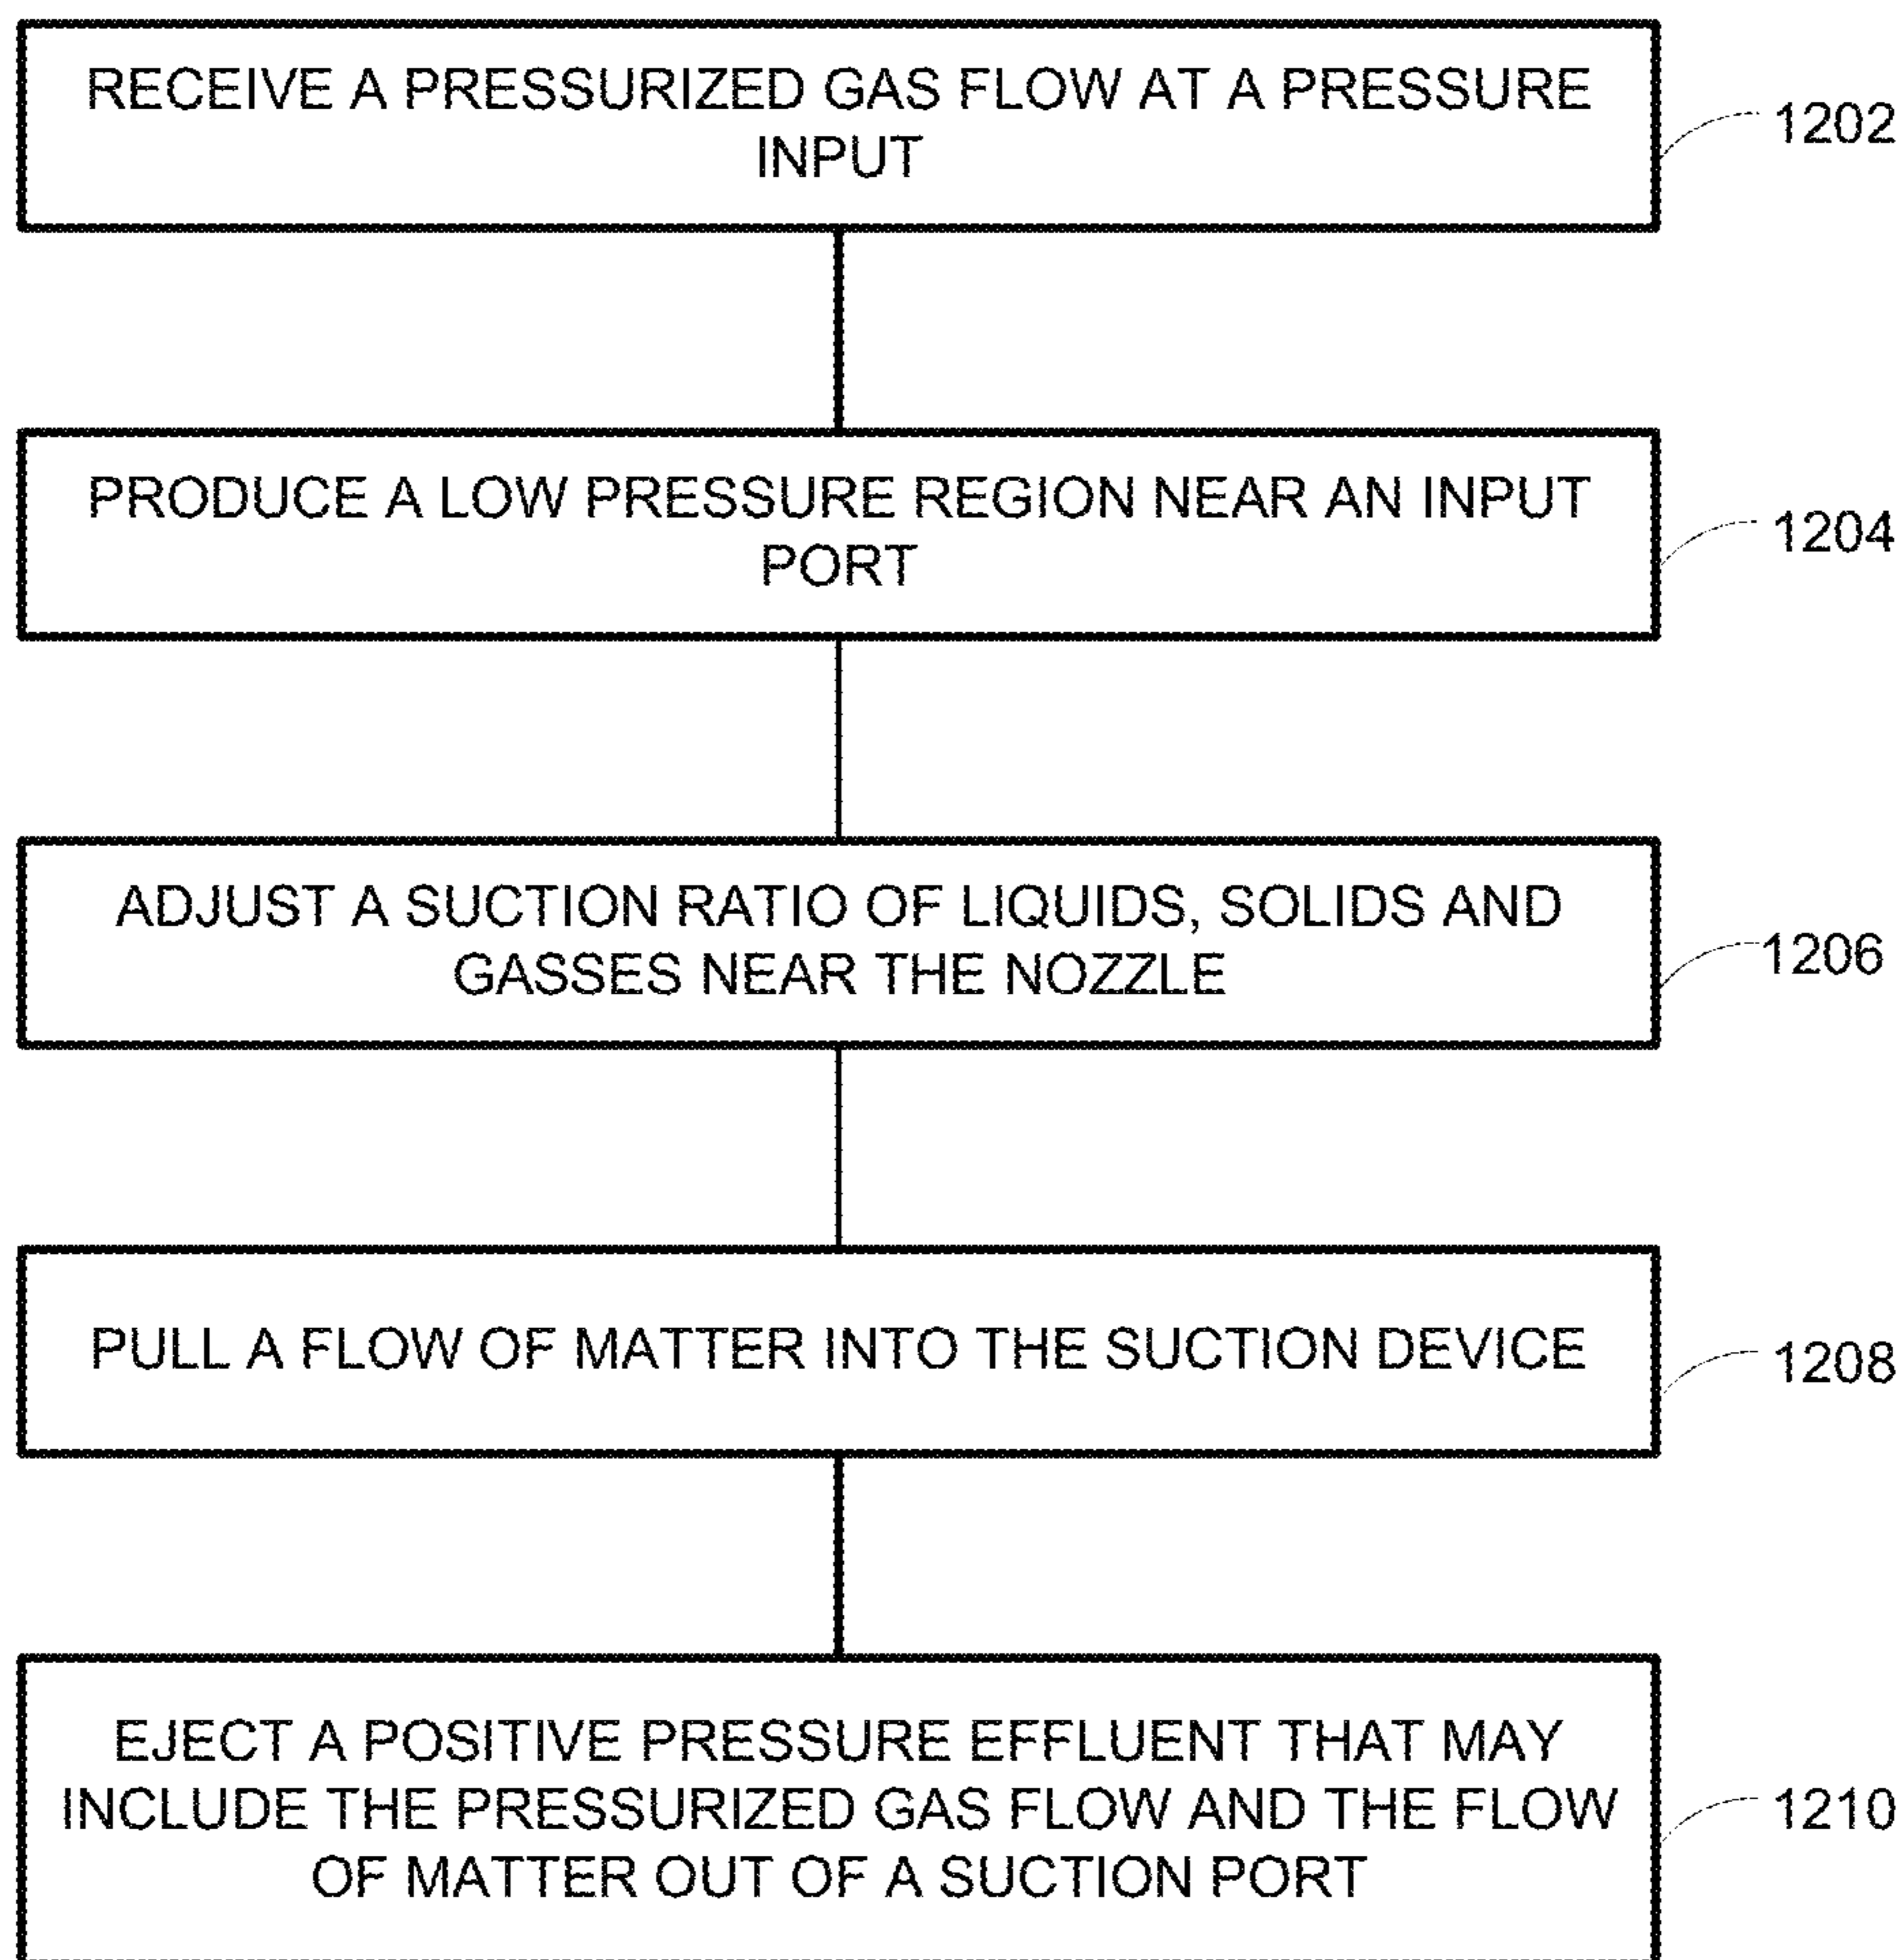 RECEIVE A PRESSURIZED GAS FLOW AT A PRESSURE
INPUT
1202
PRODUCE A LOW PRESSURE REGION NEAR AN INPUT
PORT
1204
ADJUST A SUCTION RATIO OF LIQUIDS, SOLIDS AND
GASSES NEAR THE NOZZLE
1206
PULL A FLOW OF MATTER INTO THE SUCTION DEVICE
1208
EJECT A POSITIVE PRESSURE EFFLUENT THAT MAY
INCLUDE THE PRESSURIZED GAS FLOW AND THE FLOW
OF MATTER OUT OF A SUCTION PORT
1210